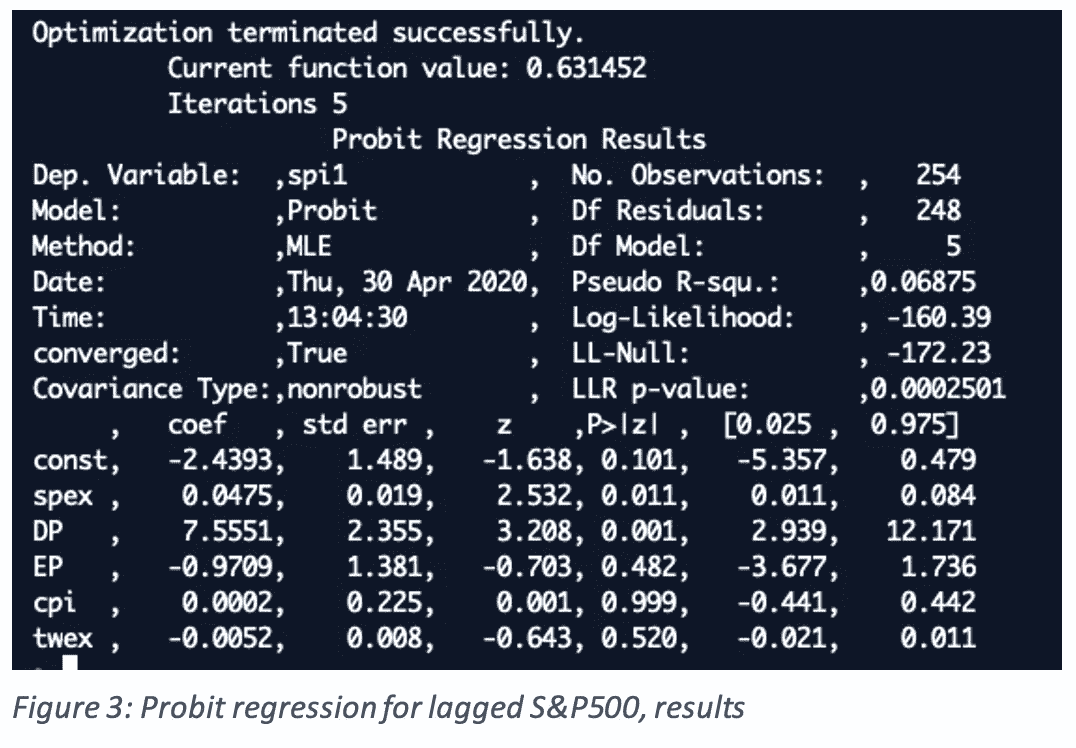 Optimization terminated successfully.
Current function value: 0.631452
Iterations 5
Probit Regression Results
Dep. Variable: ,spi1 , No. Observations: , 254
Model: ,Probit , Df Residuals: , 248
Method: ,MLE , Df Model: , 5
Date: ,Thu, 30 Apr 2020, Pseudo R-squ.: ,0.06875
Time: ,13:04:30 , Log-Likelihood: , -160.39
converged: ,True , LL-Null: , -172.23
Covariance Type:,nonrobust , LLR p-value: ,0.0002501
, coef , std err , z ,P>|z| , [0.025 , 0.975]
const, -2.4393, 1.489, -1.638, 0.101, -5.357, 0.479
spex , 0.0475, 0.019, 2.532, 0.011, 0.011, 0.084
DP , 7.5551, 2.355, 3.208, 0.001, 2.939, 12.171
EP , -0.9709, 1.381, -0.703, 0.482, -3.677, 1.736
cpi , 0.0002, 0.225, 0.001, 0.999, -0.441, 0.442
twex , -0.0052, 0.008, -0.643, 0.520, -0.021, 0.011
Figure 3: Probit regression for lagged S&P500, results